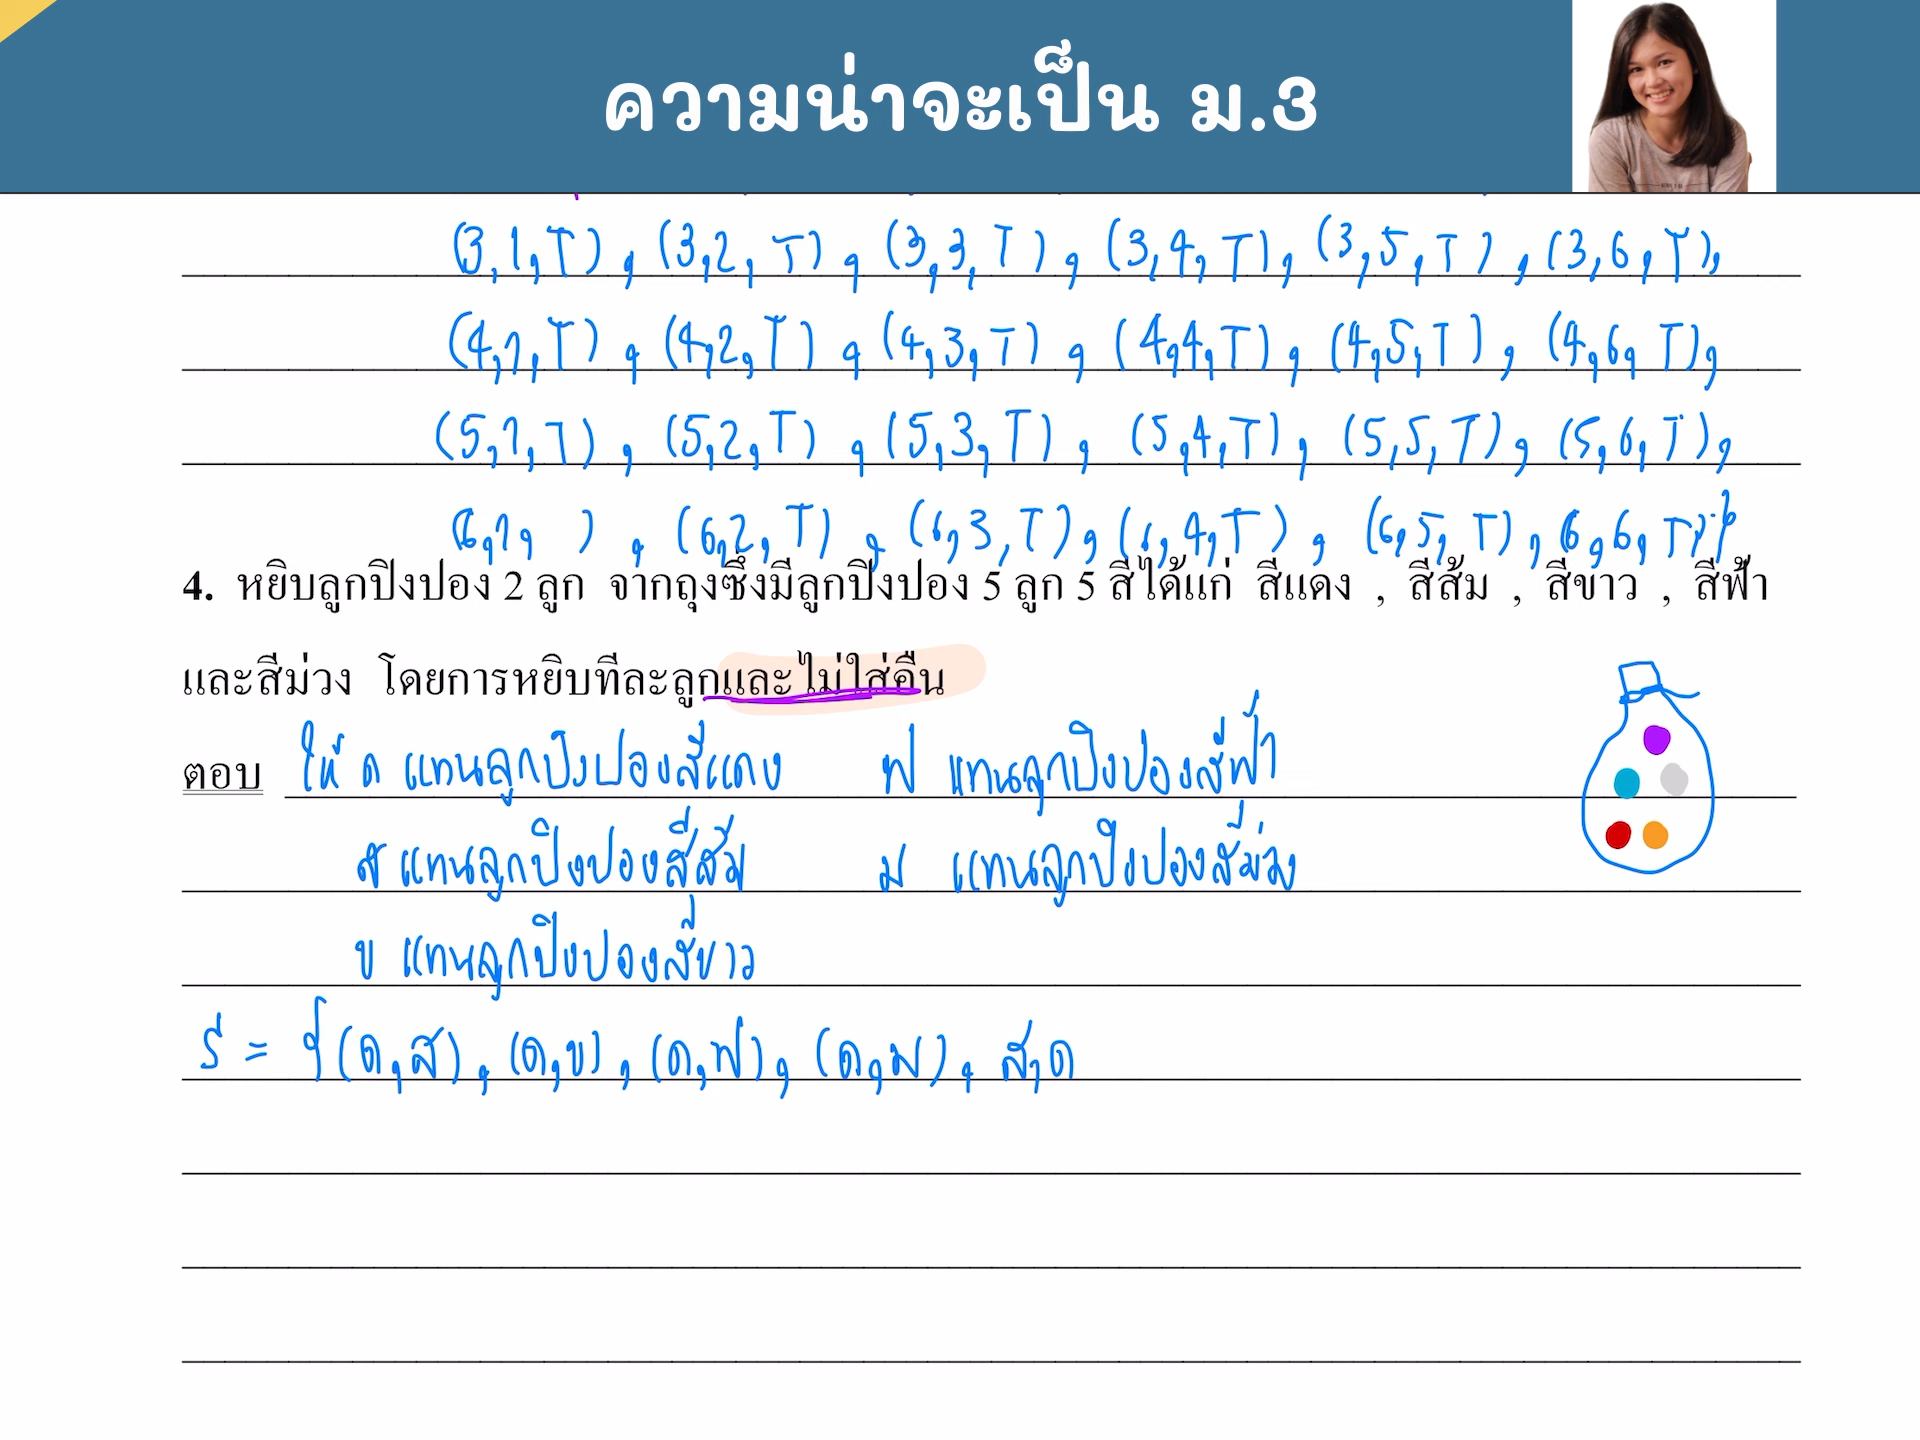 ความน่าจะเป็น ม.3
(3,1,T), (3,2,T), (3,3,T), (3,4,T), (3,5,T), (3,6,T),
(4,1,T), (4,2,T), (4,3,T), (4,4,T), (4,5,T), (4,6,T),
(5,1,T), (5,2,T), (5,3,T), (5,4,T), (5,5,T), (5,6,T),
(6,1, ), (6,2,T), (6,3,T), (6,4,T), (6,5,T), (6,6,T)}
4. หยิบลูกปิงปอง 2 ลูก จากถุงซึ่งมีลูกปิงปอง 5 ลูก 5 สีได้แก่ สีแดง , สีส้ม , สีขาว , สีฟ้า
และสีม่วง โดยการหยิบทีละลูกและไม่ใส่คืน
ตอบ ให้ ด แทนลูกปิงปองสีแดง ฟ แทนลูกปิงปองสีฟ้า
ส แทนลูกปิงปองสีส้ม ม แทนลูกปิงปองสีม่วง
ข แทนลูกปิงปองสีขาว
S = {(ด,ส), (ด,ข), (ด,ฟ), (ด,ม), ส,ด